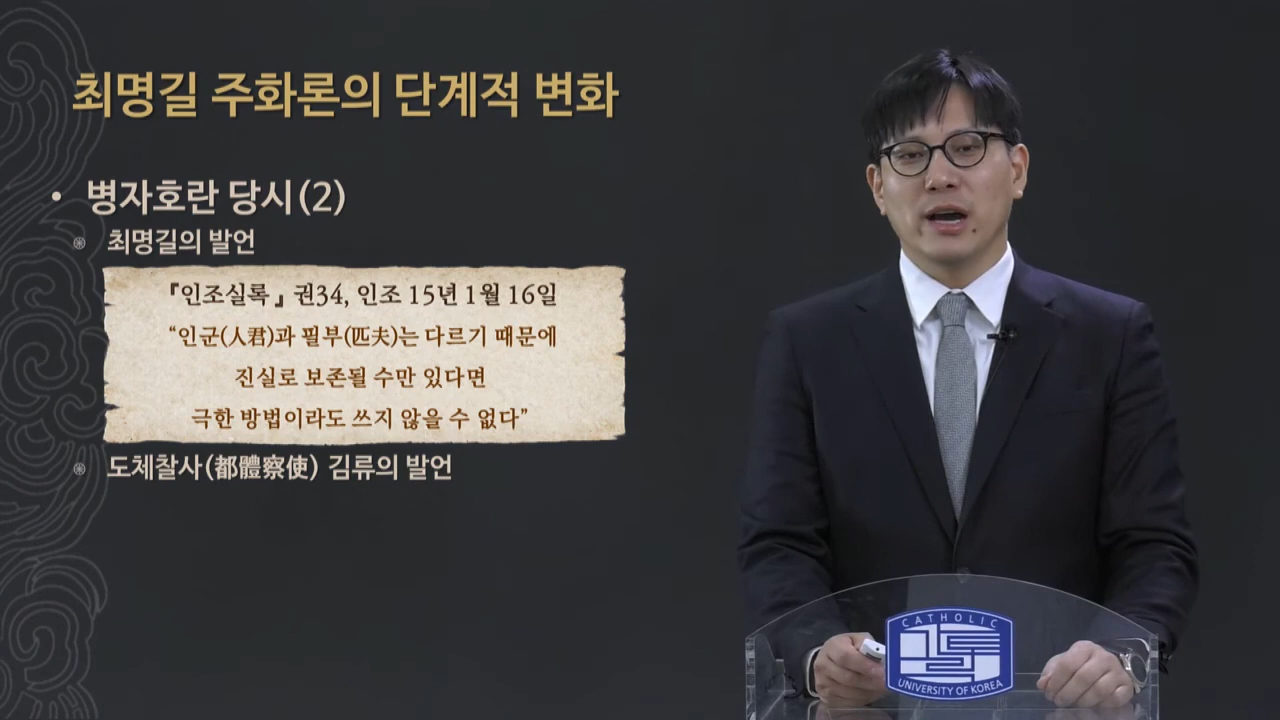 최명길 주화론의 단계적 변화
• 병자호란 당시(2)
최명길의 발언
『인조실록』 권34, 인조 15년 1월 16일
“인군(人君)과 필부(匹夫)는 다르기 때문에
진실로 보존될 수만 있다면
극한 방법이라도 쓰지 않을 수 없다”
도체찰사(都體察使) 김류의 발언
CATHOLIC
UNIVERSITY OF KOREA